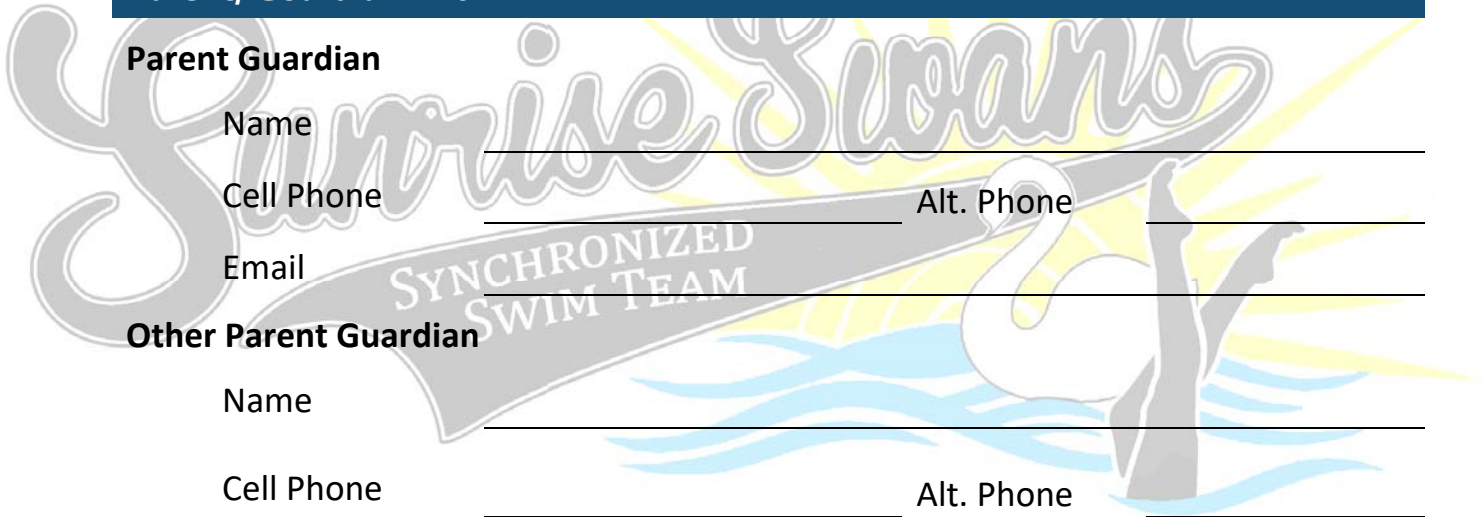 Parent Guardian
Sunrise Swans
Name
Cell Phone Alt. Phone
SYNCHRONIZED
SWIM TEAM
Email
Other Parent Guardian
Name
Cell Phone Alt. Phone